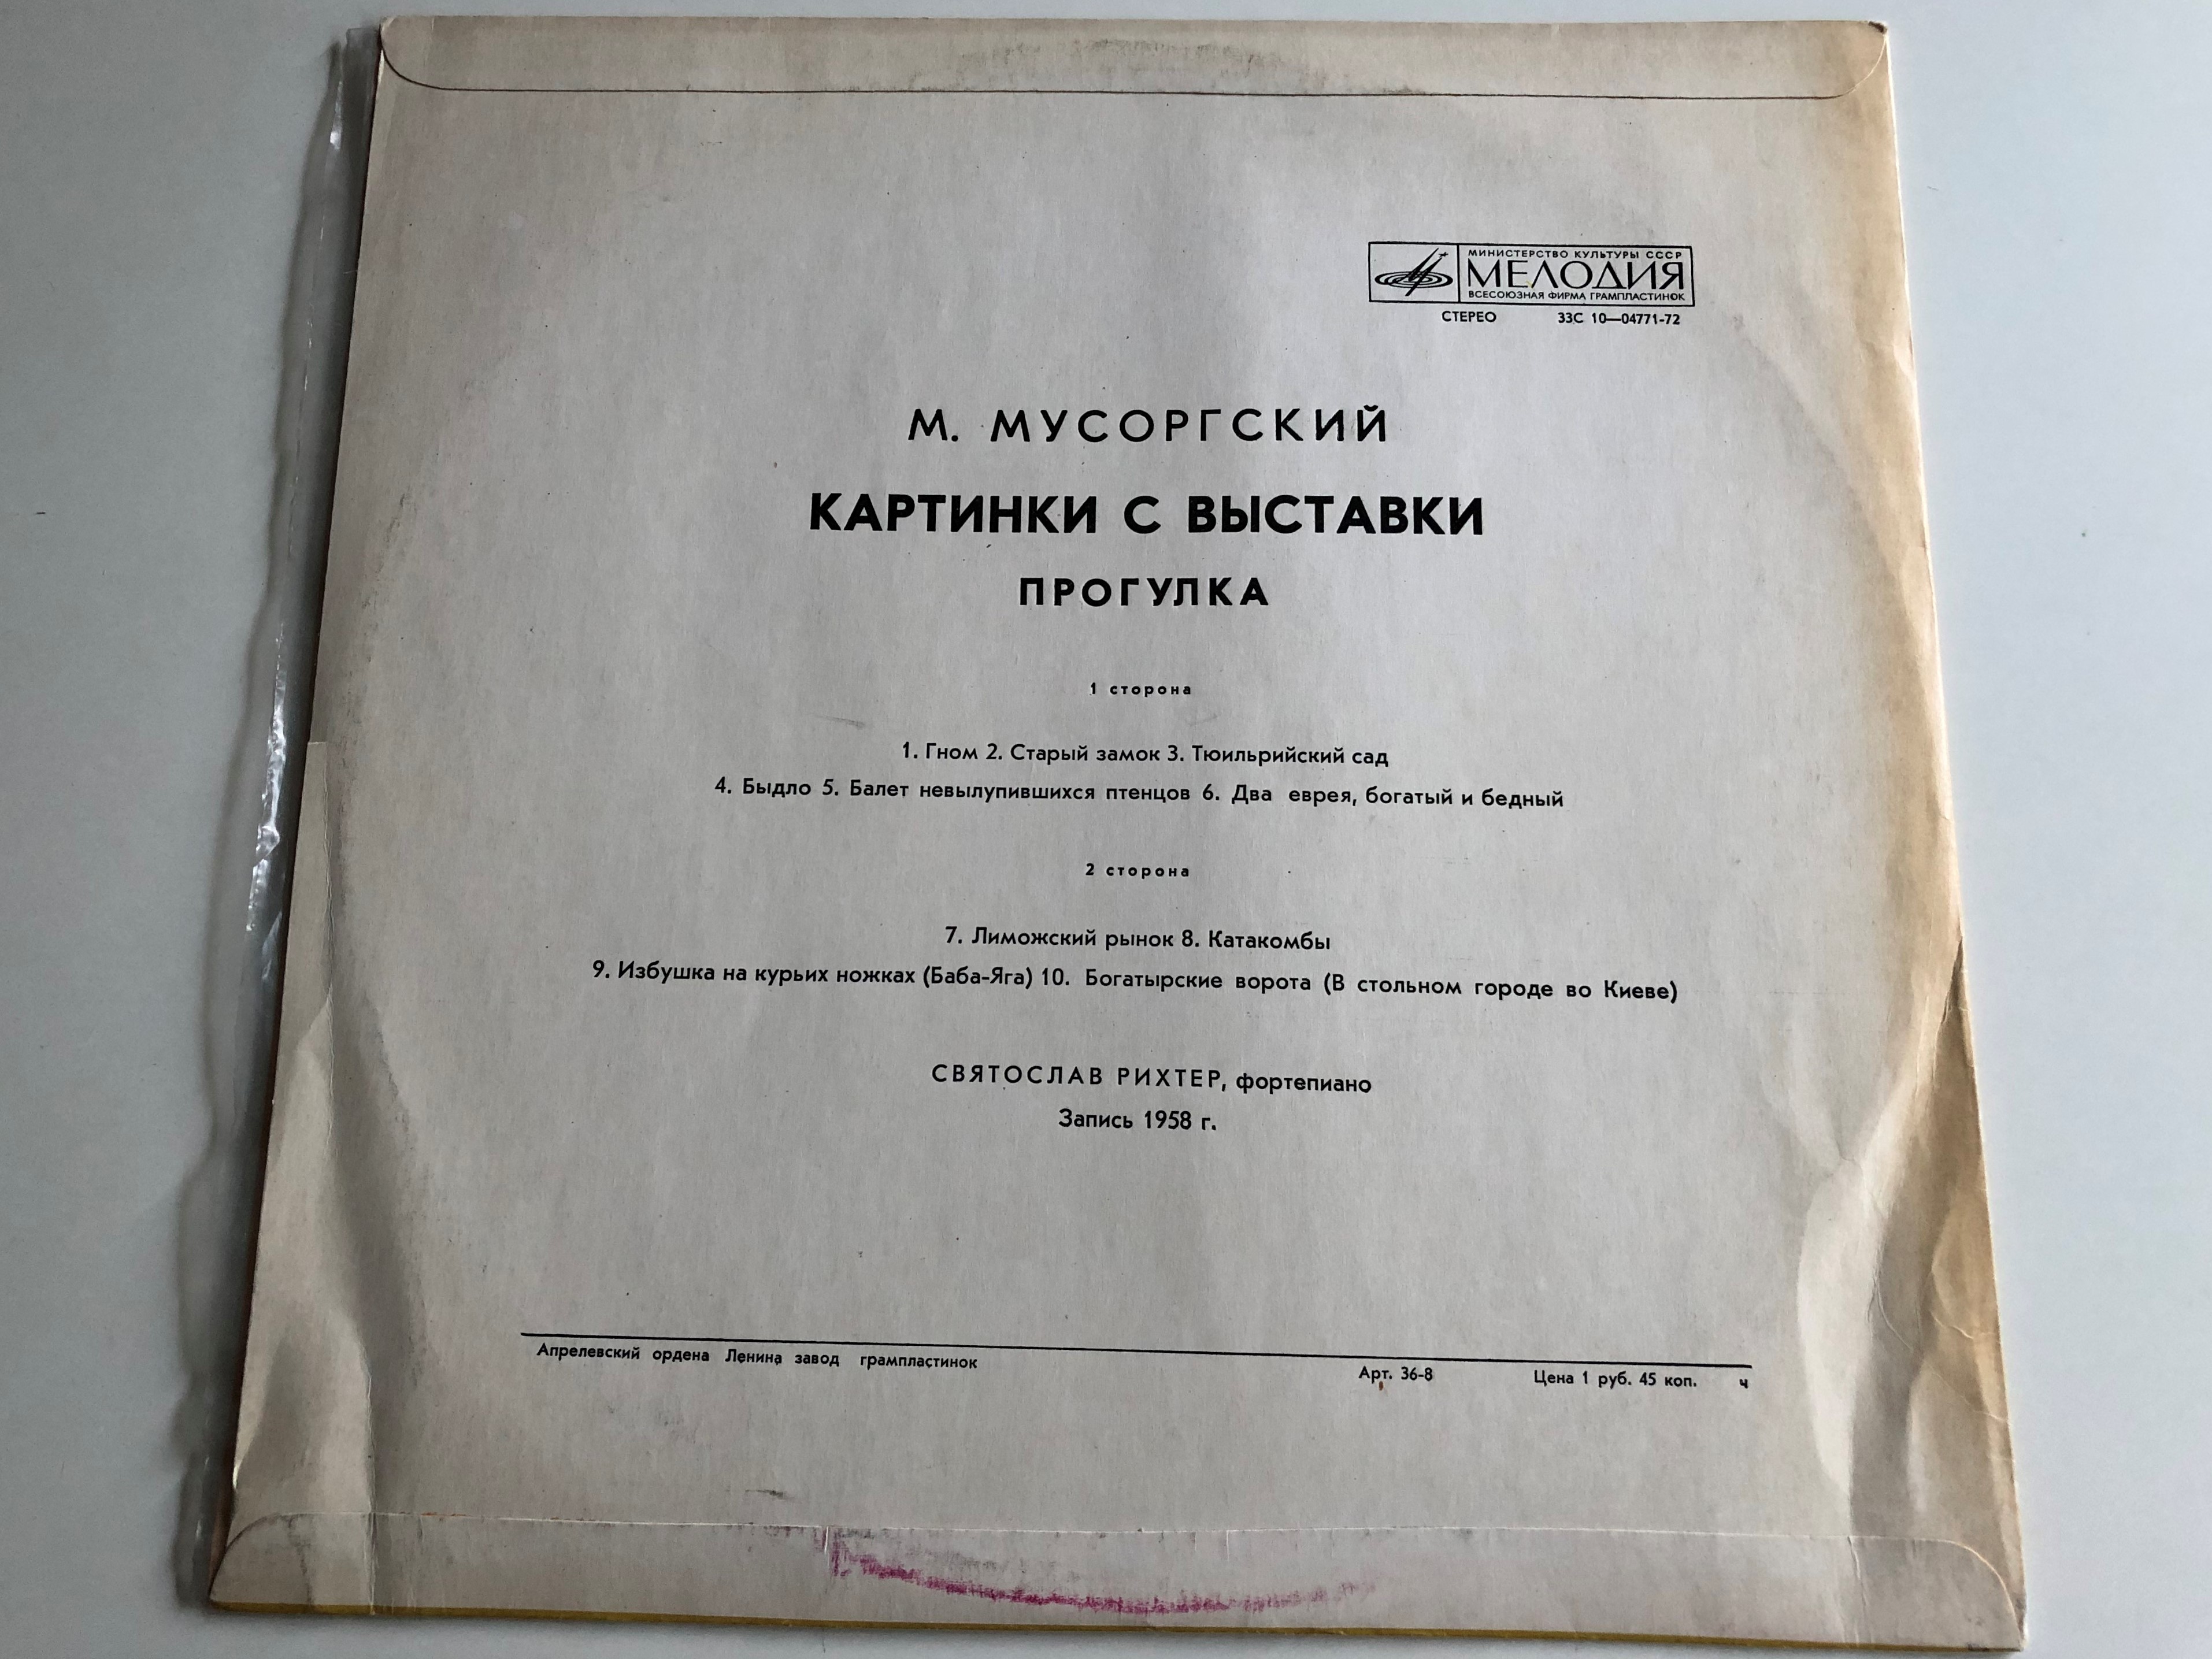 МИНИСТЕРСТВО КУЛЬТУРЫ СССР
МЕЛОДИЯ
ВСЕСОЮЗНАЯ ФИРМА ГРАМПЛАСТИНОК
СТЕРЕО 33С 10—04771-72
М. МУСОРГСКИЙ
КАРТИНКИ С ВЫСТАВКИ
ПРОГУЛКА
1 сторона
1. Гном 2. Старый замок 3. Тюильрийский сад
4. Быдло 5. Балет невылупившихся птенцов 6. Два еврея, богатый и бедный
2 сторона
7. Лиможский рынок 8. Катакомбы
9. Избушка на курьих ножках (Баба-Яга) 10. Богатырские ворота (В стольном городе во Киеве)
СВЯТОСЛАВ РИХТЕР, фортепиано
Запись 1958 г.
Апрелевский ордена Ленина завод грампластинок Арт. 36-8 Цена 1 руб. 45 коп. ч